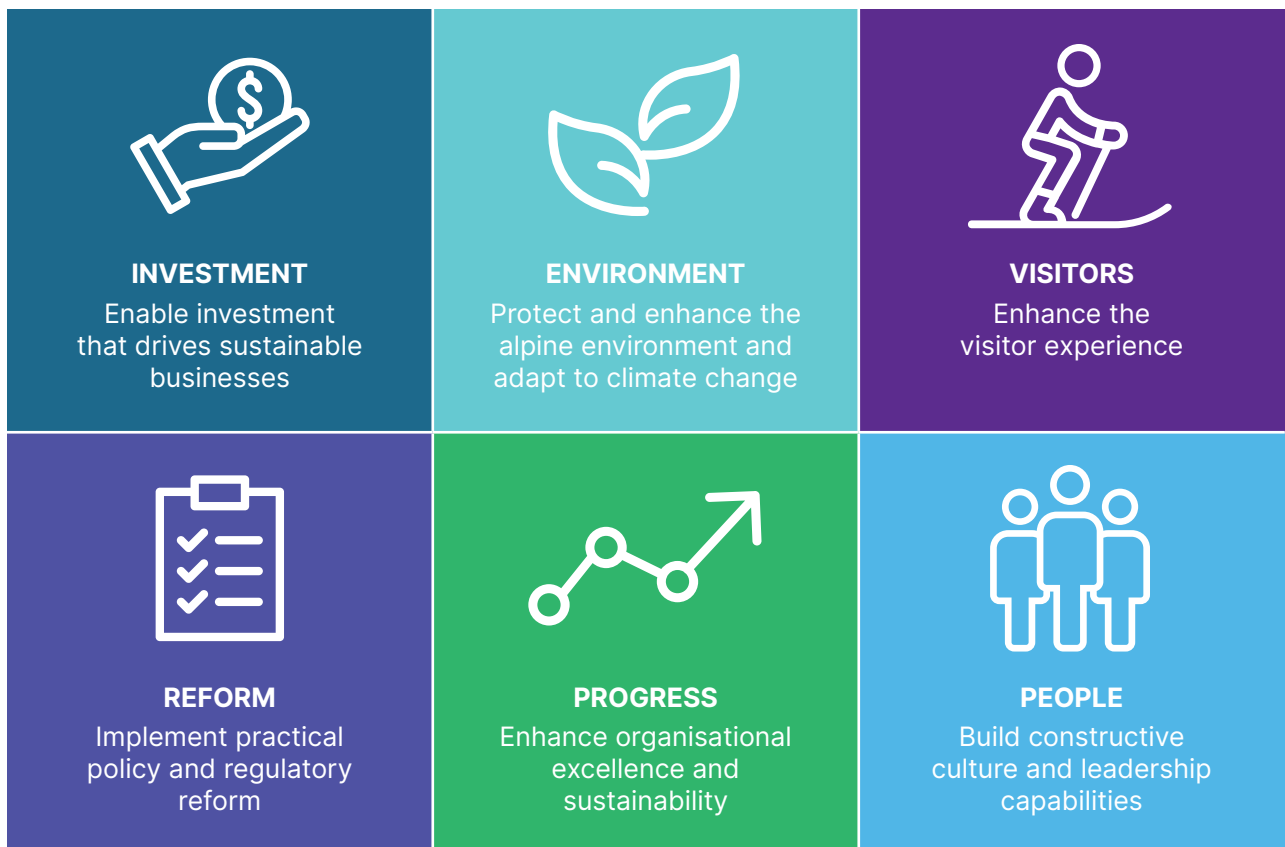 $
INVESTMENT
Enable investment
that drives sustainable
businesses
ENVIRONMENT
Protect and enhance the
alpine environment and
adapt to climate change
VISITORS
Enhance the
visitor experience
REFORM
Implement practical
policy and regulatory
reform
PROGRESS
Enhance organisational
excellence and
sustainability
PEOPLE
Build constructive
culture and leadership
capabilities